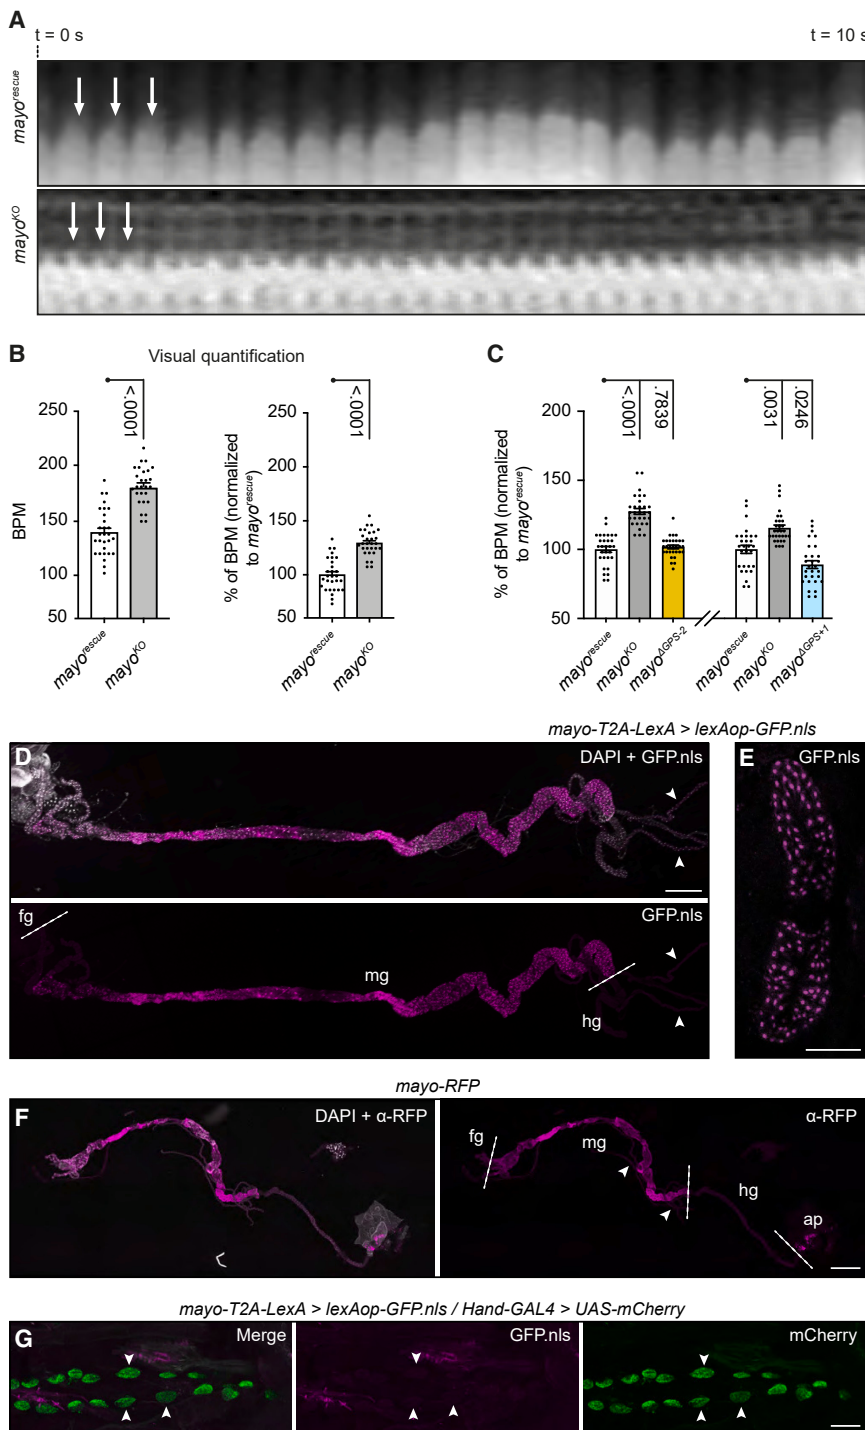 A
t = 0 s
t = 10 s
mayo^rescue
mayo^KO
B
Visual quantification
C
<.0001
<.0001
<.0001
.7839
.0031
.0246
250
200
150
100
50
BPM
mayo^rescue
mayo^KO
250
200
150
100
50
% of BPM (normalized
to mayo^rescue)
mayo^rescue
mayo^KO
200
150
100
50
% of BPM (normalized
to mayo^rescue)
mayo^rescue
mayo^KO
mayo^ΔGPS-2
mayo^rescue
mayo^KO
mayo^ΔGPS+1
mayo-T2A-LexA > lexAop-GFP.nls
D
DAPI + GFP.nls
E
GFP.nls
fg
GFP.nls
mg
hg
mayo-RFP
F
DAPI + α-RFP
α-RFP
fg
mg
hg
ap
mayo-T2A-LexA > lexAop-GFP.nls / Hand-GAL4 > UAS-mCherry
G
Merge
GFP.nls
mCherry